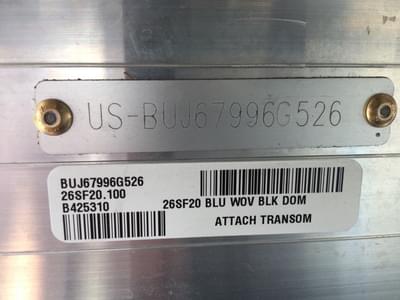 US-BUJ67996G526
BUJ67996G526
26SF20.100
B425310
26SF20 BLU WOV BLK DOM
ATTACH TRANSOM